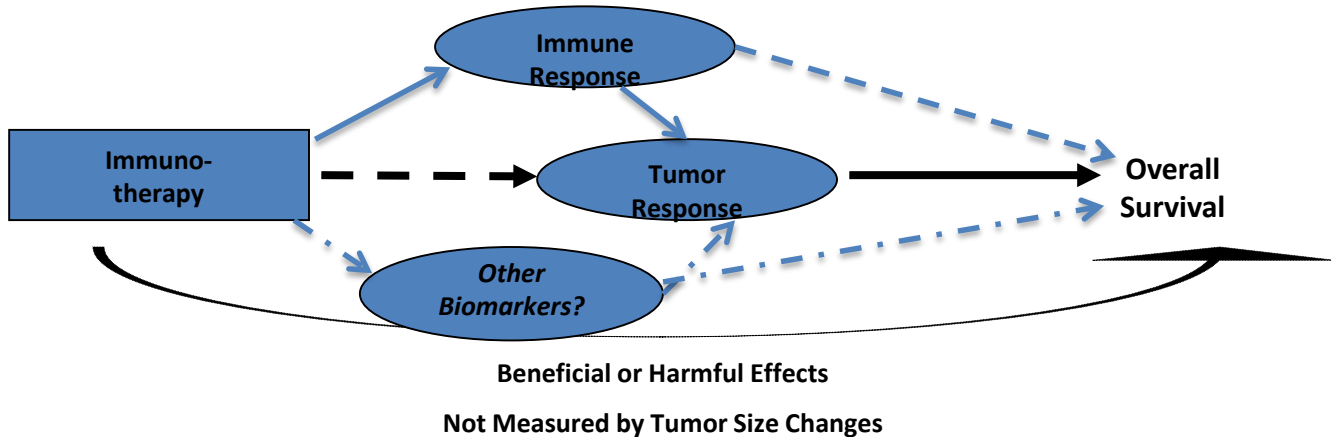 Immune
Response
Immuno-
therapy
Tumor
Response
Overall
Survival
Other
Biomarkers?
Beneficial or Harmful Effects
Not Measured by Tumor Size Changes